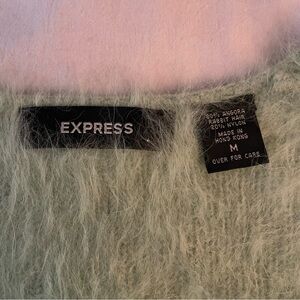 EXPRESS
80% ANGORA
RABBIT HAIR
20% NYLON
MADE IN
HONG KONG
M
OVER FOR CARE